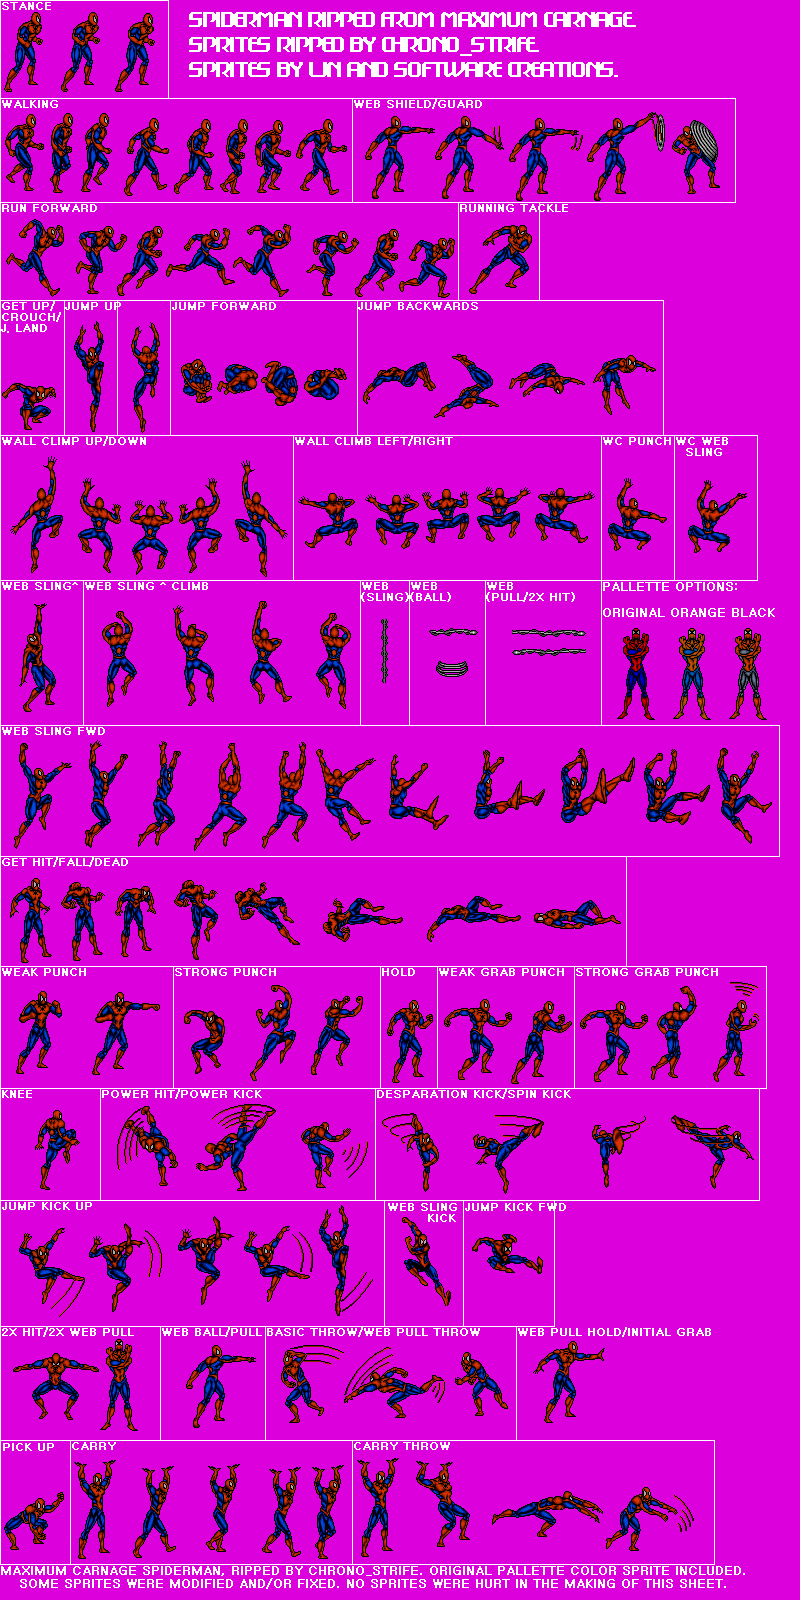 STANCE
SPIDERMAN RIPPED FROM MAXIMUM CARNAGE
SPRITES RIPPED BY CHRONO_STRIFE
SPRITES BY LJN AND SOFTWARE CREATIONS.
WALKING
WEB SHIELD/GUARD
RUN FORWARD
RUNNING TACKLE
GET UP/
CROUCH/
J. LAND
JUMP UP
JUMP FORWARD
JUMP BACKWARDS
WALL CLIMP UP/DOWN
WALL CLIMB LEFT/RIGHT
WC PUNCH
WC WEB
SLING
WEB SLING^
WEB SLING ^ CLIMB
WEB
(SLING)
WEB
(BALL)
WEB
(PULL/2X HIT)
PALLETTE OPTIONS:
ORIGINAL ORANGE BLACK
WEB SLING FWD
GET HIT/FALL/DEAD
WEAK PUNCH
STRONG PUNCH
HOLD
WEAK GRAB PUNCH
STRONG GRAB PUNCH
KNEE
POWER HIT/POWER KICK
DESPARATION KICK/SPIN KICK
JUMP KICK UP
WEB SLING
KICK
JUMP KICK FWD
2X HIT/2X WEB PULL
WEB BALL/PULL
BASIC THROW/WEB PULL THROW
WEB PULL HOLD/INITIAL GRAB
PICK UP
CARRY
CARRY THROW
MAXIMUM CARNAGE SPIDERMAN, RIPPED BY CHRONO_STRIFE. ORIGINAL PALLETTE COLOR SPRITE INCLUDED.
SOME SPRITES WERE MODIFIED AND/OR FIXED. NO SPRITES WERE HURT IN THE MAKING OF THIS SHEET.